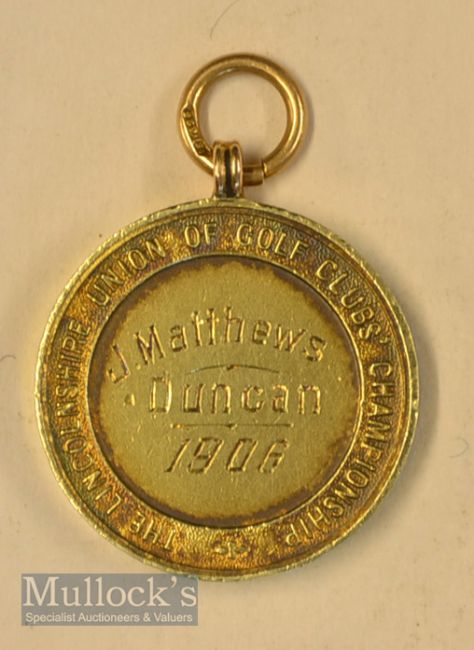 THE LINCOLNSHIRE UNION OF GOLF CLUBS' CHAMPIONSHIP
J. Matthews
Duncan
1906
Mullock's
Specialist Auctioneers & Valuers